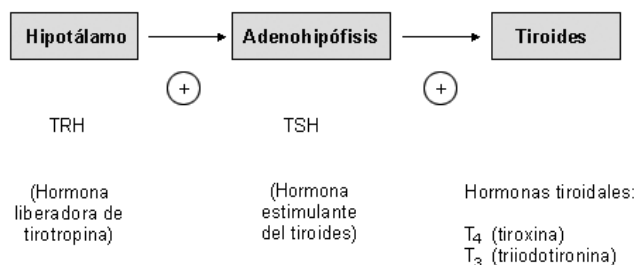 Hipotálamo
Adenohipófisis
Tiroides
+
+
TRH
TSH
(Hormona
liberadora de
tirotropina)
(Hormona
estimulante
del tiroides)
Hormonas tiroidales:
T4 (tiroxina)
T3 (triiodotironina)